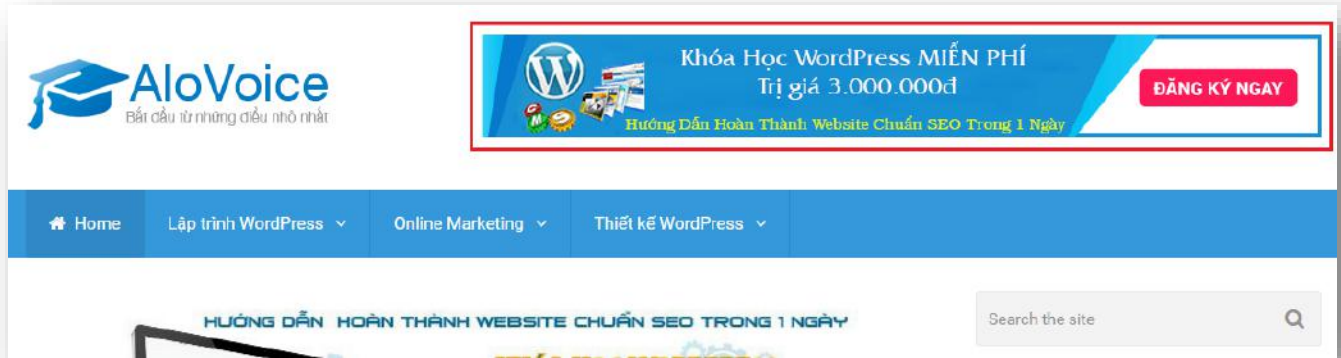 AloVoice
Bắt đầu từ những điều nhỏ nhất
Khóa Học WordPress MIỄN PHÍ
Trị giá 3.000.000đ
Hướng Dẫn Hoàn Thành Website Chuẩn SEO Trong 1 Ngày
ĐĂNG KÝ NGAY
Home
Lập trình WordPress
Online Marketing
Thiết kế WordPress
HƯỚNG DẪN HOÀN THÀNH WEBSITE CHUẨN SEO TRONG 1 NGÀY
Search the site